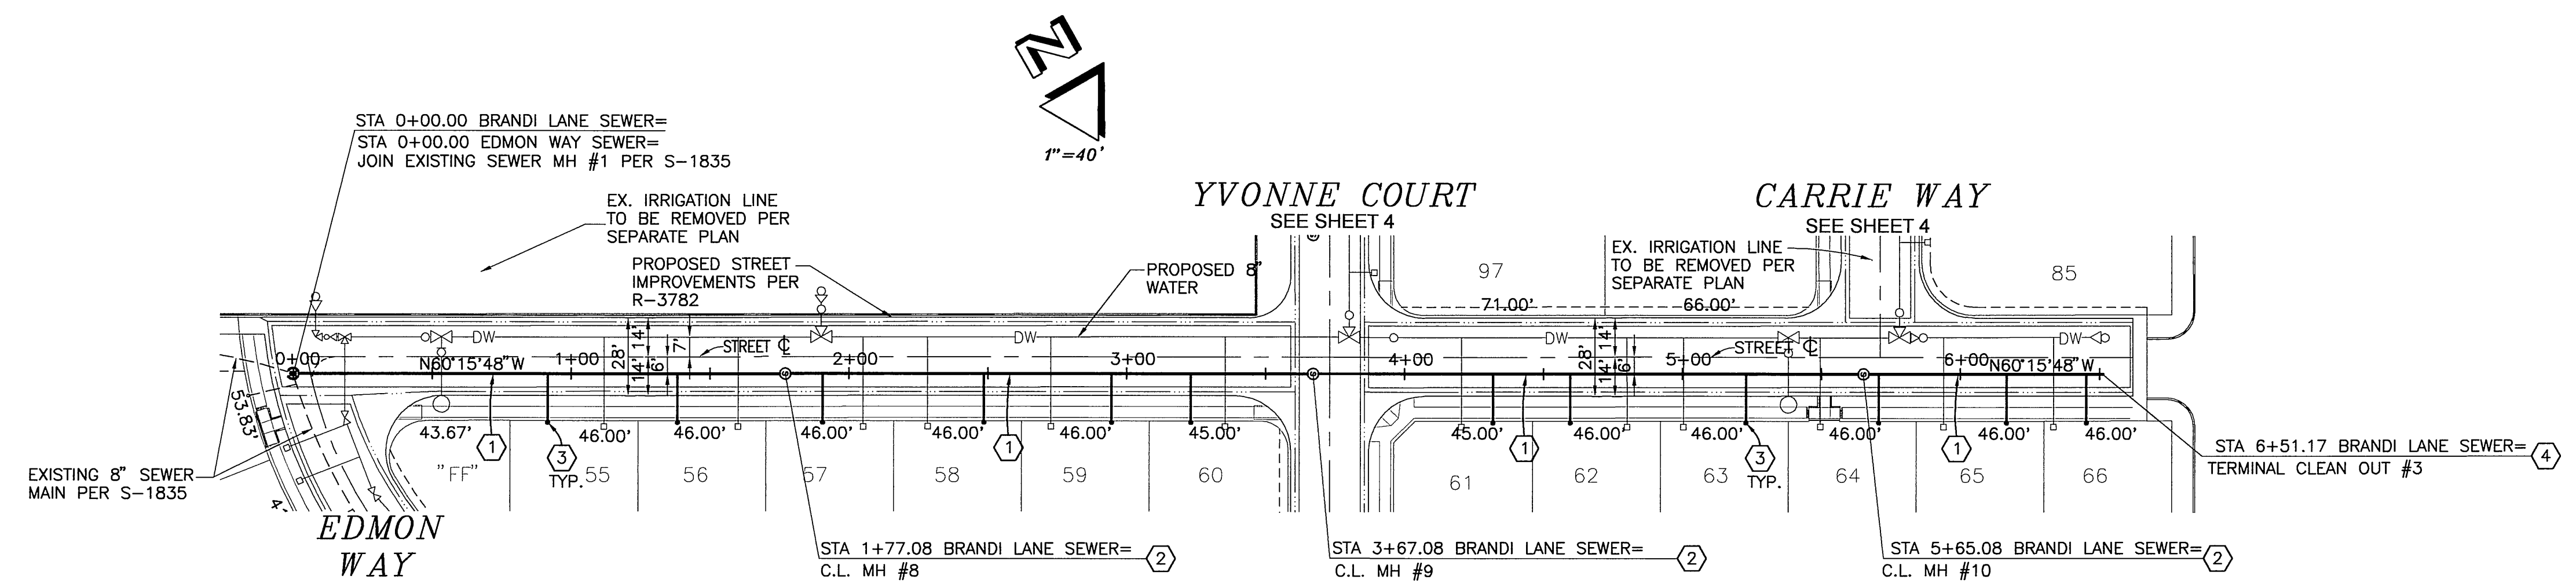 N
1"=40'
STA 0+00.00 BRANDI LANE SEWER=
STA 0+00.00 EDMON WAY SEWER=
JOIN EXISTING SEWER MH #1 PER S-1835
EX. IRRIGATION LINE
TO BE REMOVED PER
SEPARATE PLAN
PROPOSED STREET
IMPROVEMENTS PER
R-3782
PROPOSED 8"
WATER
YVONNE COURT
SEE SHEET 4
CARRIE WAY
SEE SHEET 4
EX. IRRIGATION LINE
TO BE REMOVED PER
SEPARATE PLAN
97
85
71.00'
66.00'
DW
DW
DW
DW
28'
14'
14'
7'
6'
STREET ℄
28'
14'
14'
6'
STREET ℄
0+00
N60°15'48"W
1+00
2+00
3+00
4+00
5+00
6+00
N60°15'48"W
53.83'
43.67'
46.00'
46.00'
46.00'
46.00'
46.00'
45.00'
45.00'
46.00'
46.00'
46.00'
46.00'
46.00'
1
3
TYP.
1
1
3
TYP.
1
"FF"
55
56
57
58
59
60
61
62
63
64
65
66
EXISTING 8" SEWER
MAIN PER S-1835
EDMON
WAY
STA 1+77.08 BRANDI LANE SEWER=
C.L. MH #8
2
STA 3+67.08 BRANDI LANE SEWER=
C.L. MH #9
2
STA 5+65.08 BRANDI LANE SEWER=
C.L. MH #10
2
STA 6+51.17 BRANDI LANE SEWER=
TERMINAL CLEAN OUT #3
4